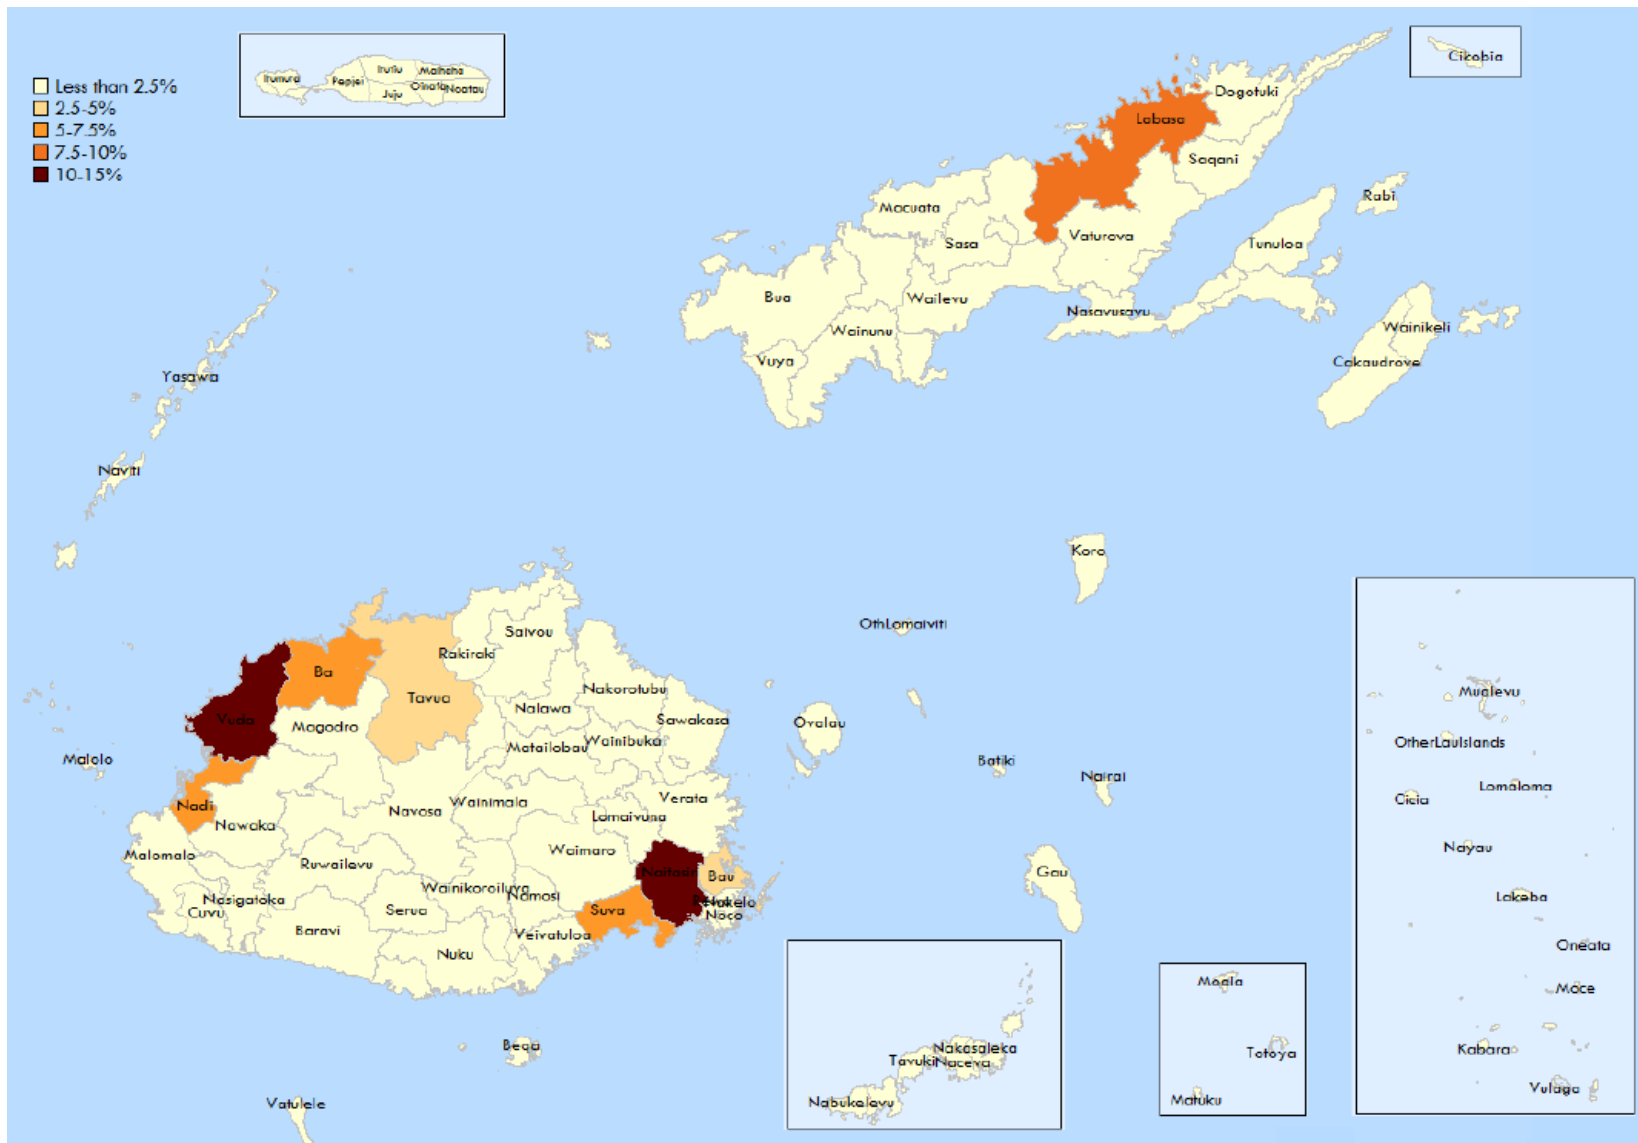 Less than 2.5%
2.5-5%
5-7.5%
7.5-10%
10-15%
Itumuta
Pepjei
Itutiu
Malhaha
Juju
Oinafa
Noatau
Cikobia
Dogotuki
Labasa
Saqani
Rabi
Macuata
Sasa
Vaturova
Tunuloa
Bua
Wailevu
Nasavusavu
Wainunu
Wainikeli
Vuya
Cakaudrove
Yasawa
Naviti
Koro
OthLomaiviti
Saivou
Rakiraki
Ba
Tavua
Nakorotubu
Nalawa
Sawakasa
Vuda
Magodro
Ovalau
Matailobau
Wainibuka
Malolo
Batiki
Nairai
Nadi
Navosa
Wainimala
Verata
Nawaka
Lomaivuna
Malomalo
Ruwailevu
Waimaro
Naitasiri
Bau
Gau
Wainikoroiluva
Namosi
Nasigatoka
Cuvu
Serua
Suva
Nakelo
Noco
Baravi
Veivatuloa
Nuku
Beqa
Vatulele
Nakasaleka
Tavuki
Naceva
Nabukelevu
Moala
Totoya
Matuku
Mualevu
OtherLauIslands
Lomaloma
Cicia
Nayau
Lakeba
Oneata
Moce
Kabara
Vulaga